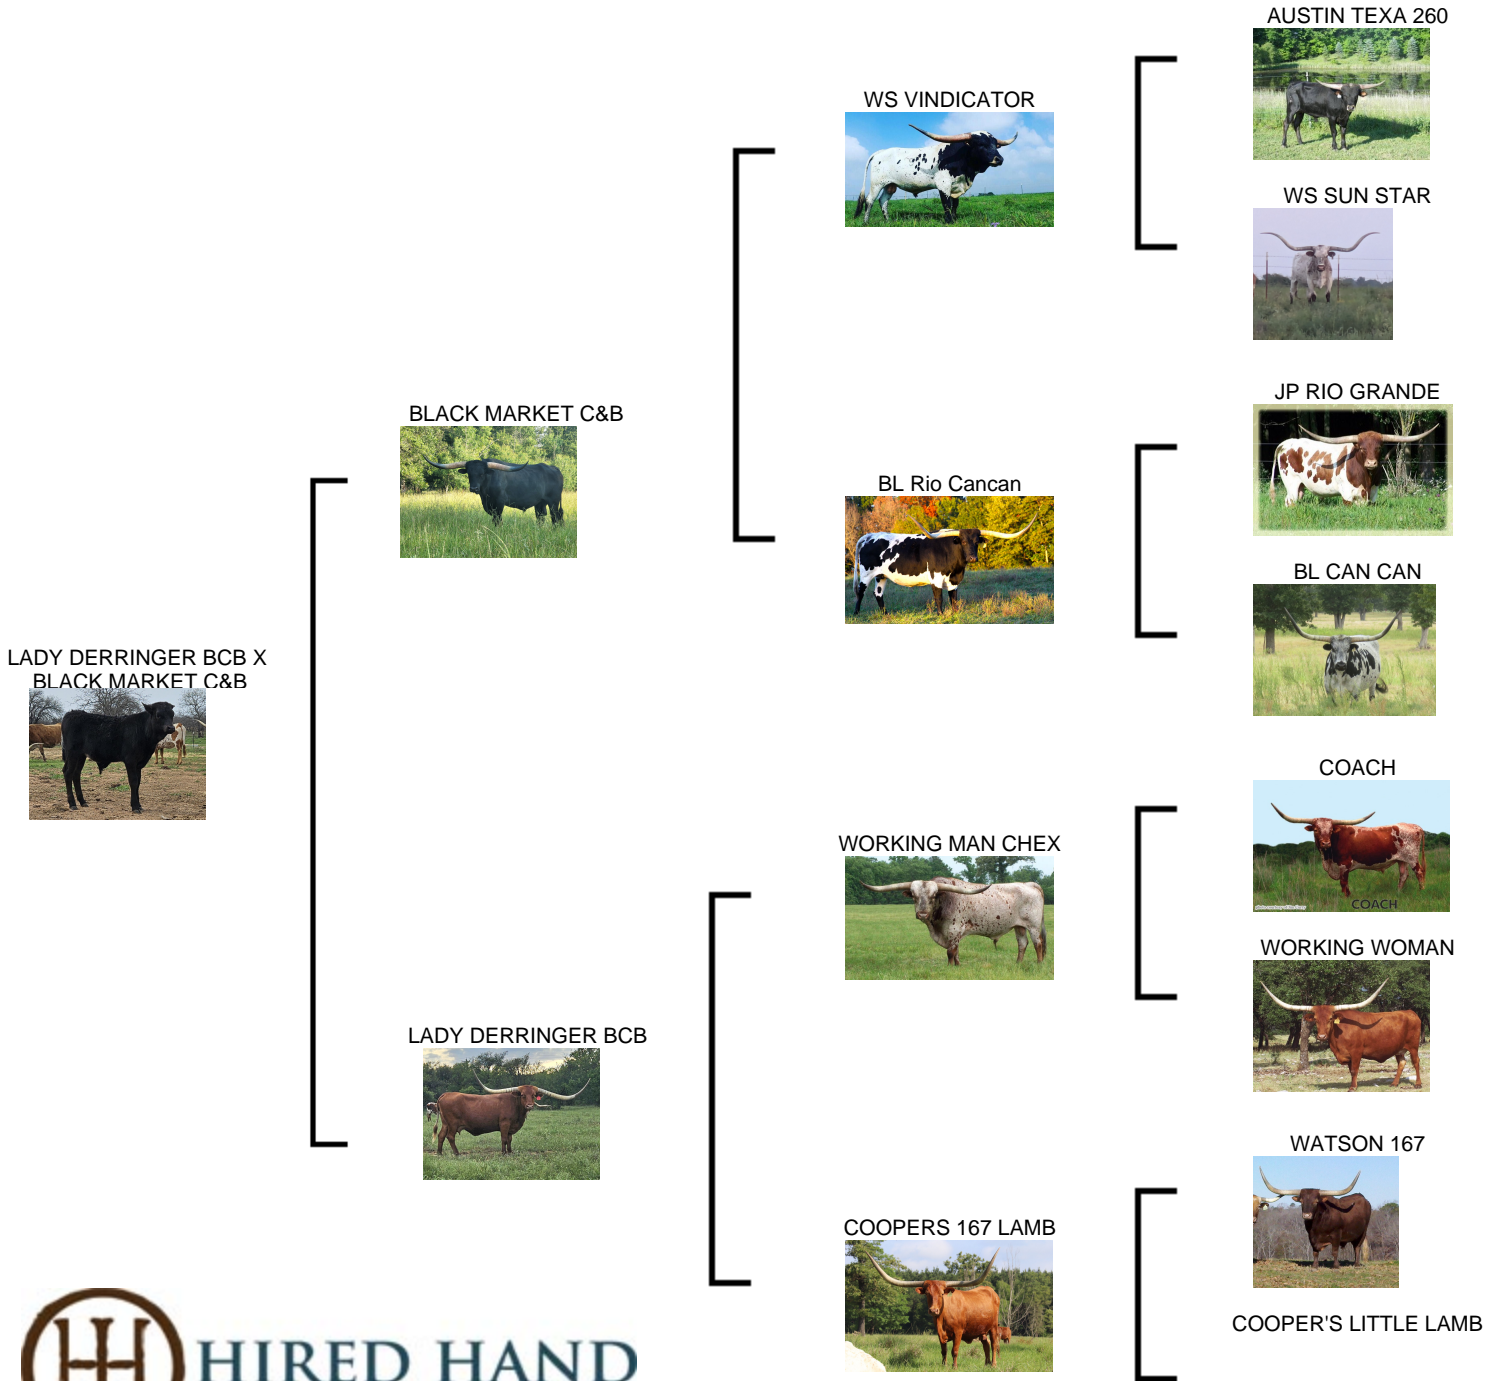 AUSTIN TEXA 260
WS VINDICATOR
WS SUN STAR
JP RIO GRANDE
BLACK MARKET C&B
BL Rio Cancan
BL CAN CAN
LADY DERRINGER BCB X
BLACK MARKET C&B
COACH
WORKING MAN CHEX
COACH
WORKING WOMAN
LADY DERRINGER BCB
WATSON 167
COOPERS 167 LAMB
COOPER'S LITTLE LAMB
HIRED HAND